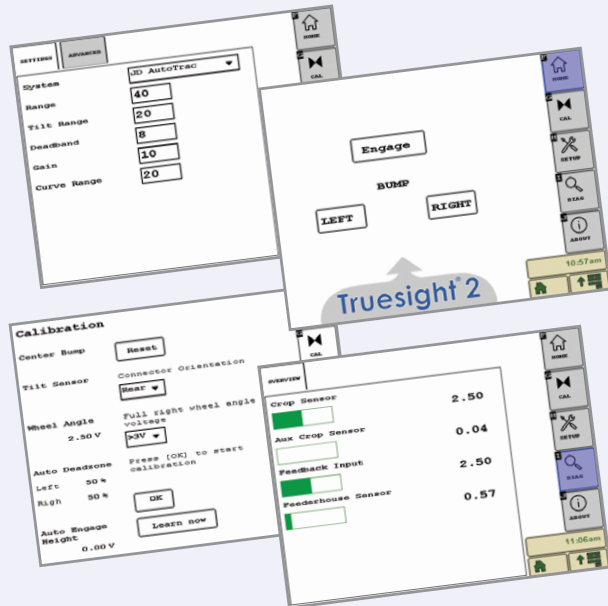 SETTINGS ADVANCED
System JD AutoTrac
Range 40
Tilt Range 20
Deadband 8
Gain 10
Curve Range 20
HOME
CAL
Engage
BUMP
LEFT RIGHT
Truesight® 2
HOME
CAL
SETUP
DIAG
ABOUT
10:57am
Calibration
Center Bump Reset
Tilt Sensor Connector Orientation
Rear
Wheel Angle Full right wheel angle
voltage
2.50 V >3V
Auto Deadzone Press [OK] to start
calibration
Left 50 %
Righ 50 %
OK
Auto Engage
Height Learn now
0.00 V
CAL
OVERVIEW
Crop Sensor 2.50
Aux Crop Sensor 0.04
Feedback Input 2.50
Feederhouse Sensor 0.57
HOME
CAL
SETUP
DIAG
ABOUT
11:06am